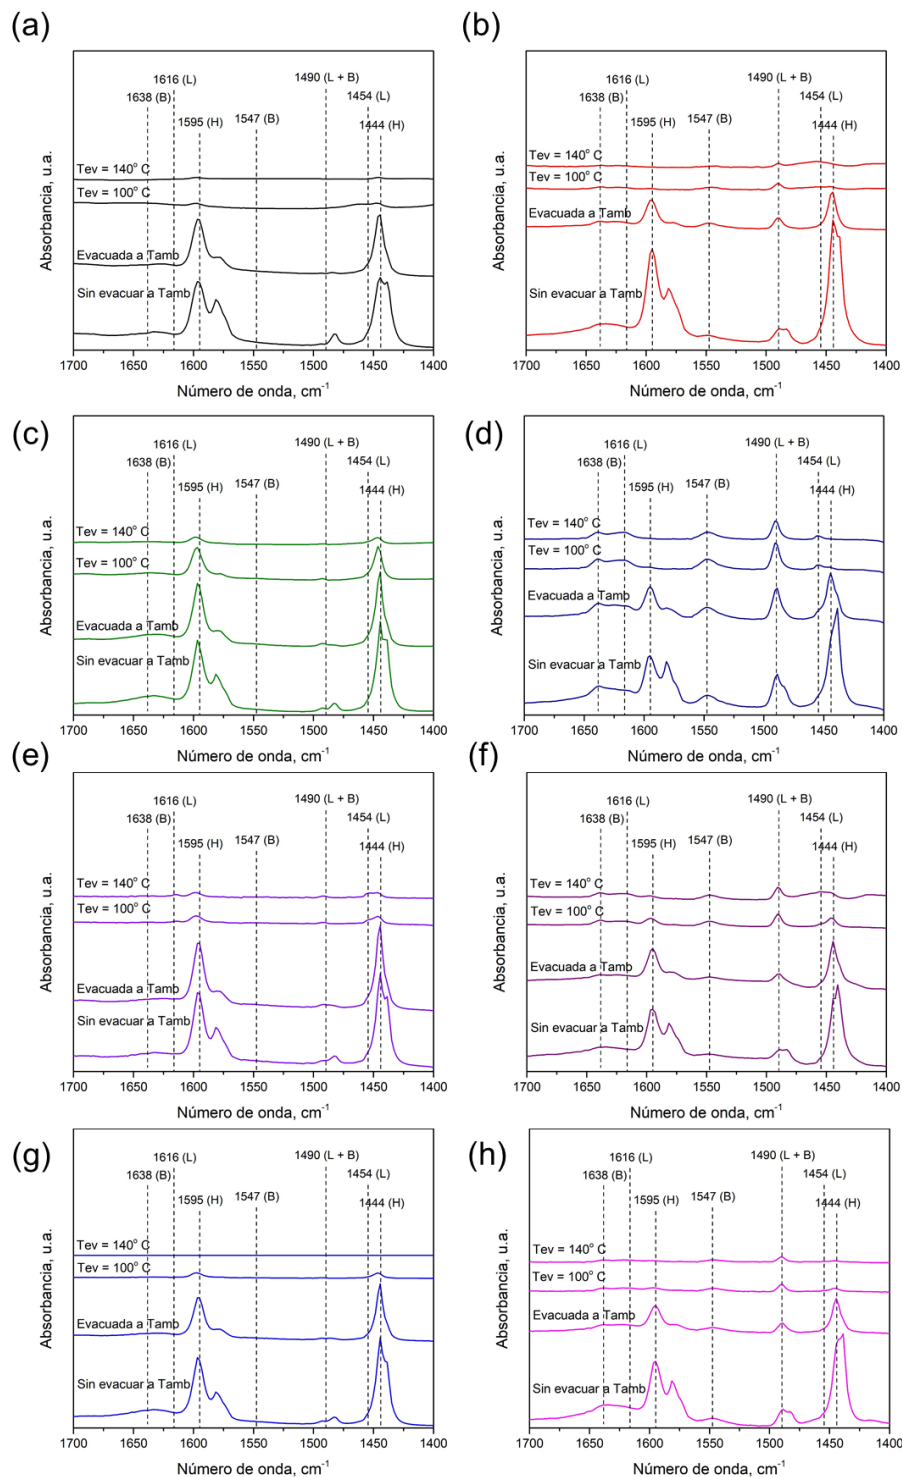 (a)
1616 (L)
1490 (L + B)
1638 (B)
1454 (L)
1595 (H)
1547 (B)
1444 (H)
Tev = 140° C
Tev = 100° C
Evacuada a Tamb
Sin evacuar a Tamb
Absorbancia, u.a.
1700 1650 1600 1550 1500 1450 1400
Número de onda, cm-1
(b)
1616 (L)
1490 (L + B)
1638 (B)
1454 (L)
1595 (H)
1547 (B)
1444 (H)
Tev = 140° C
Tev = 100° C
Evacuada a Tamb
Sin evacuar a Tamb
Absorbancia, u.a.
1700 1650 1600 1550 1500 1450 1400
Número de onda, cm-1
(c)
1616 (L)
1490 (L + B)
1638 (B)
1454 (L)
1595 (H)
1547 (B)
1444 (H)
Tev = 140° C
Tev = 100° C
Evacuada a Tamb
Sin evacuar a Tamb
Absorbancia, u.a.
1700 1650 1600 1550 1500 1450 1400
Número de onda, cm-1
(d)
1616 (L)
1490 (L + B)
1638 (B)
1454 (L)
1595 (H)
1547 (B)
1444 (H)
Tev = 140° C
Tev = 100° C
Evacuada a Tamb
Sin evacuar a Tamb
Absorbancia, u.a.
1700 1650 1600 1550 1500 1450 1400
Número de onda, cm-1
(e)
1616 (L)
1490 (L + B)
1638 (B)
1454 (L)
1595 (H)
1547 (B)
1444 (H)
Tev = 140° C
Tev = 100° C
Evacuada a Tamb
Sin evacuar a Tamb
Absorbancia, u.a.
1700 1650 1600 1550 1500 1450 1400
Número de onda, cm-1
(f)
1616 (L)
1490 (L + B)
1638 (B)
1454 (L)
1595 (H)
1547 (B)
1444 (H)
Tev = 140° C
Tev = 100° C
Evacuada a Tamb
Sin evacuar a Tamb
Absorbancia, u.a.
1700 1650 1600 1550 1500 1450 1400
Número de onda, cm-1
(g)
1616 (L)
1490 (L + B)
1638 (B)
1454 (L)
1595 (H)
1547 (B)
1444 (H)
Tev = 140° C
Tev = 100° C
Evacuada a Tamb
Sin evacuar a Tamb
Absorbancia, u.a.
1700 1650 1600 1550 1500 1450 1400
Número de onda, cm-1
(h)
1616 (L)
1490 (L + B)
1638 (B)
1454 (L)
1595 (H)
1547 (B)
1444 (H)
Tev = 140° C
Tev = 100° C
Evacuada a Tamb
Sin evacuar a Tamb
Absorbancia, u.a.
1700 1650 1600 1550 1500 1450 1400
Número de onda, cm-1